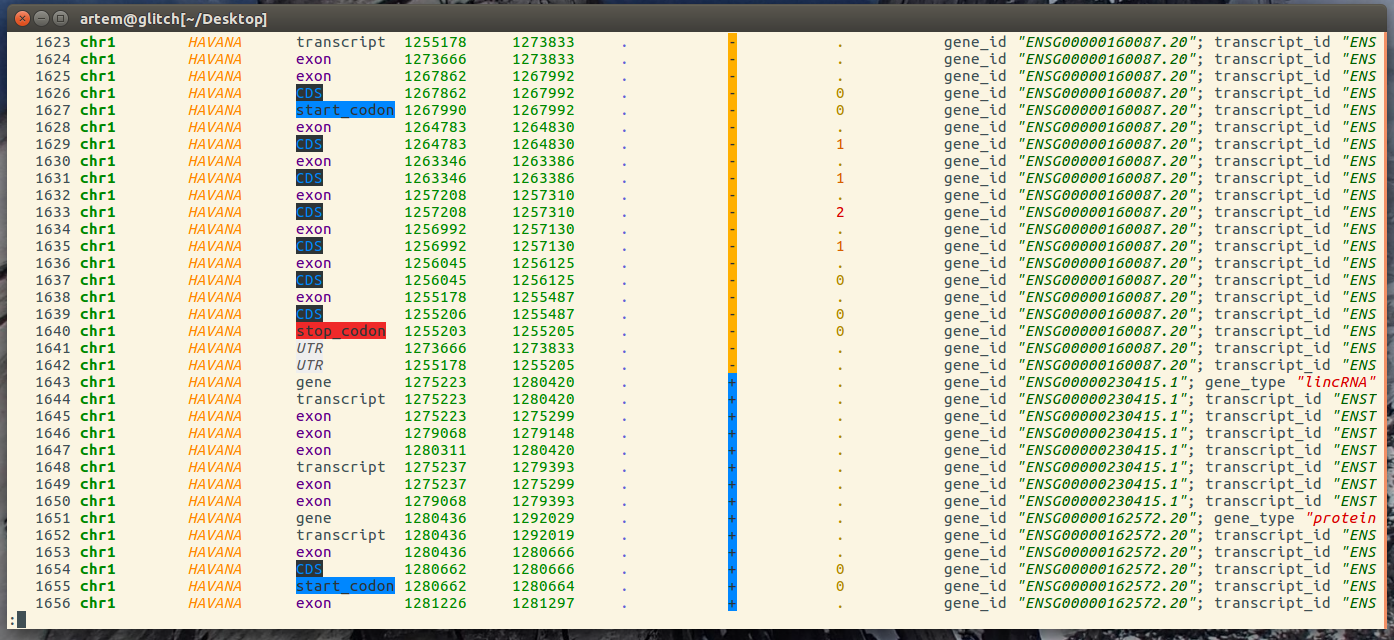 artem@glitch[~/Desktop]
1623 chr1 HAVANA transcript 1255178 1273833 . - . gene_id "ENSG00000160087.20"; transcript_id "ENS
1624 chr1 HAVANA exon 1273666 1273833 . - . gene_id "ENSG00000160087.20"; transcript_id "ENS
1625 chr1 HAVANA exon 1267862 1267992 . - . gene_id "ENSG00000160087.20"; transcript_id "ENS
1626 chr1 HAVANA CDS 1267862 1267992 . - 0 gene_id "ENSG00000160087.20"; transcript_id "ENS
1627 chr1 HAVANA start_codon 1267990 1267992 . - 0 gene_id "ENSG00000160087.20"; transcript_id "ENS
1628 chr1 HAVANA exon 1264783 1264830 . - . gene_id "ENSG00000160087.20"; transcript_id "ENS
1629 chr1 HAVANA CDS 1264783 1264830 . - 1 gene_id "ENSG00000160087.20"; transcript_id "ENS
1630 chr1 HAVANA exon 1263346 1263386 . - . gene_id "ENSG00000160087.20"; transcript_id "ENS
1631 chr1 HAVANA CDS 1263346 1263386 . - 1 gene_id "ENSG00000160087.20"; transcript_id "ENS
1632 chr1 HAVANA exon 1257208 1257310 . - . gene_id "ENSG00000160087.20"; transcript_id "ENS
1633 chr1 HAVANA CDS 1257208 1257310 . - 2 gene_id "ENSG00000160087.20"; transcript_id "ENS
1634 chr1 HAVANA exon 1256992 1257130 . - . gene_id "ENSG00000160087.20"; transcript_id "ENS
1635 chr1 HAVANA CDS 1256992 1257130 . - 1 gene_id "ENSG00000160087.20"; transcript_id "ENS
1636 chr1 HAVANA exon 1256045 1256125 . - . gene_id "ENSG00000160087.20"; transcript_id "ENS
1637 chr1 HAVANA CDS 1256045 1256125 . - 0 gene_id "ENSG00000160087.20"; transcript_id "ENS
1638 chr1 HAVANA exon 1255178 1255487 . - . gene_id "ENSG00000160087.20"; transcript_id "ENS
1639 chr1 HAVANA CDS 1255206 1255487 . - 0 gene_id "ENSG00000160087.20"; transcript_id "ENS
1640 chr1 HAVANA stop_codon 1255203 1255205 . - 0 gene_id "ENSG00000160087.20"; transcript_id "ENS
1641 chr1 HAVANA UTR 1273666 1273833 . - . gene_id "ENSG00000160087.20"; transcript_id "ENS
1642 chr1 HAVANA UTR 1255178 1255205 . - . gene_id "ENSG00000160087.20"; transcript_id "ENS
1643 chr1 HAVANA gene 1275223 1280420 . + . gene_id "ENSG00000230415.1"; gene_type "lincRNA"
1644 chr1 HAVANA transcript 1275223 1280420 . + . gene_id "ENSG00000230415.1"; transcript_id "ENST
1645 chr1 HAVANA exon 1275223 1275299 . + . gene_id "ENSG00000230415.1"; transcript_id "ENST
1646 chr1 HAVANA exon 1279068 1279148 . + . gene_id "ENSG00000230415.1"; transcript_id "ENST
1647 chr1 HAVANA exon 1280311 1280420 . + . gene_id "ENSG00000230415.1"; transcript_id "ENST
1648 chr1 HAVANA transcript 1275237 1279393 . + . gene_id "ENSG00000230415.1"; transcript_id "ENST
1649 chr1 HAVANA exon 1275237 1275299 . + . gene_id "ENSG00000230415.1"; transcript_id "ENST
1650 chr1 HAVANA exon 1279068 1279393 . + . gene_id "ENSG00000230415.1"; transcript_id "ENST
1651 chr1 HAVANA gene 1280436 1292029 . + . gene_id "ENSG00000162572.20"; gene_type "protein
1652 chr1 HAVANA transcript 1280436 1292019 . + . gene_id "ENSG00000162572.20"; transcript_id "ENS
1653 chr1 HAVANA exon 1280436 1280666 . + . gene_id "ENSG00000162572.20"; transcript_id "ENS
1654 chr1 HAVANA CDS 1280662 1280666 . + 0 gene_id "ENSG00000162572.20"; transcript_id "ENS
1655 chr1 HAVANA start_codon 1280662 1280664 . + 0 gene_id "ENSG00000162572.20"; transcript_id "ENS
1656 chr1 HAVANA exon 1281226 1281297 . + . gene_id "ENSG00000162572.20"; transcript_id "ENS
: